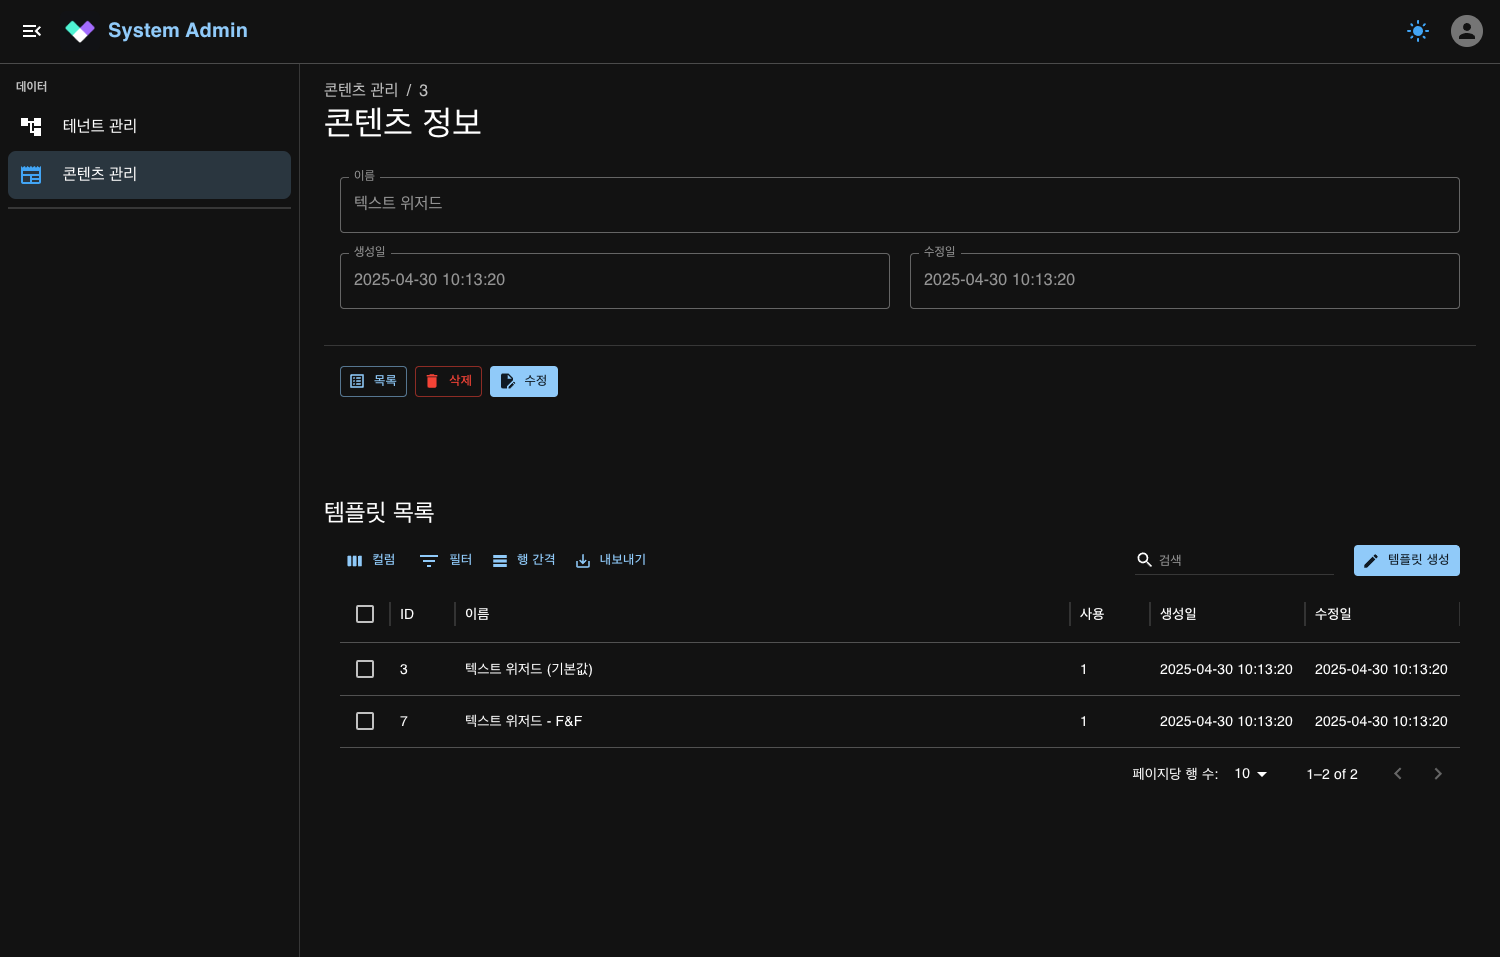 System Admin
데이터
테넌트 관리
콘텐츠 관리
콘텐츠 관리 / 3
콘텐츠 정보
이름
텍스트 위저드
생성일 수정일
2025-04-30 10:13:20 2025-04-30 10:13:20
목록 삭제 수정
템플릿 목록
컬럼 필터 행 간격 내보내기 검색 템플릿 생성
ID 이름 사용 생성일 수정일
3 텍스트 위저드 (기본값) 1 2025-04-30 10:13:20 2025-04-30 10:13:20
7 텍스트 위저드 - F&F 1 2025-04-30 10:13:20 2025-04-30 10:13:20
페이지당 행 수: 10 1–2 of 2